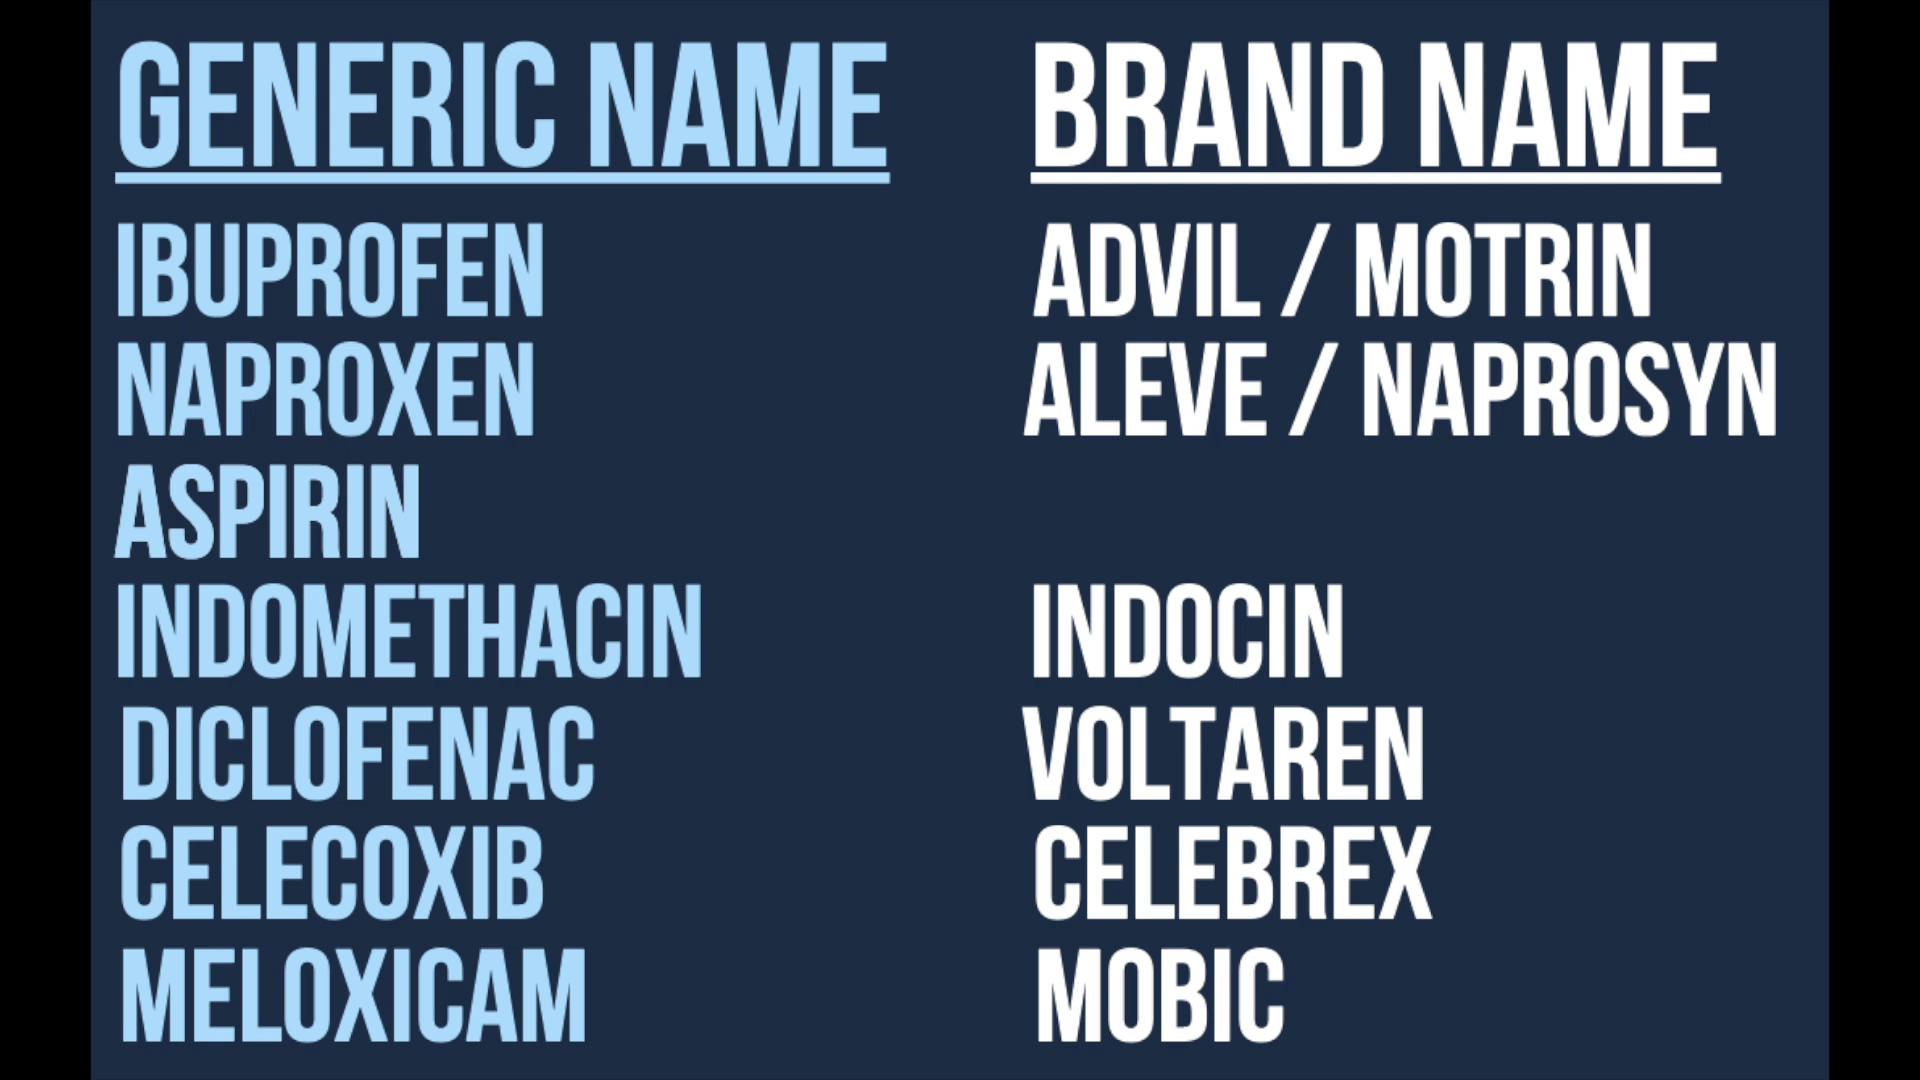 GENERIC NAME BRAND NAME
IBUPROFEN ADVIL / MOTRIN
NAPROXEN ALEVE / NAPROSYN
ASPIRIN
INDOMETHACIN INDOCIN
DICLOFENAC VOLTAREN
CELECOXIB CELEBREX
MELOXICAM MOBIC